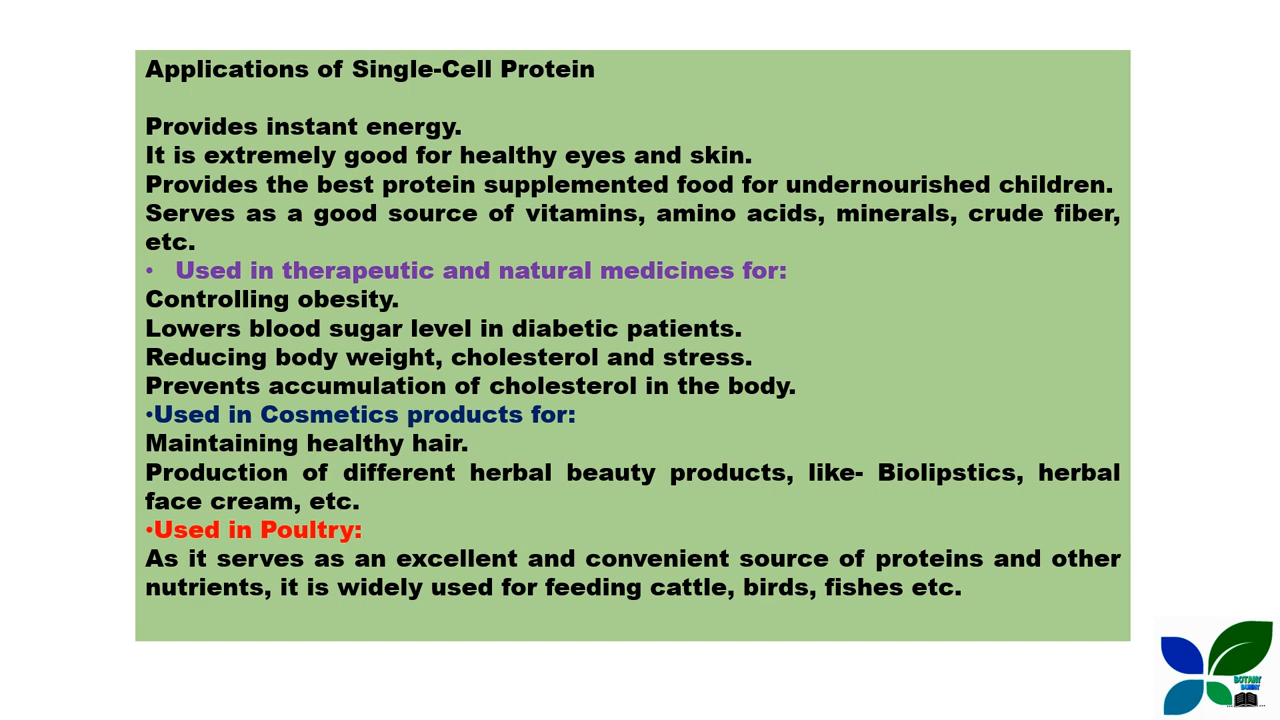 Applications of Single-Cell Protein
Provides instant energy.
It is extremely good for healthy eyes and skin.
Provides the best protein supplemented food for undernourished children.
Serves as a good source of vitamins, amino acids, minerals, crude fiber,
etc.
• Used in therapeutic and natural medicines for:
Controlling obesity.
Lowers blood sugar level in diabetic patients.
Reducing body weight, cholesterol and stress.
Prevents accumulation of cholesterol in the body.
•Used in Cosmetics products for:
Maintaining healthy hair.
Production of different herbal beauty products, like- Biolipstics, herbal
face cream, etc.
•Used in Poultry:
As it serves as an excellent and convenient source of proteins and other
nutrients, it is widely used for feeding cattle, birds, fishes etc.
BOTANY